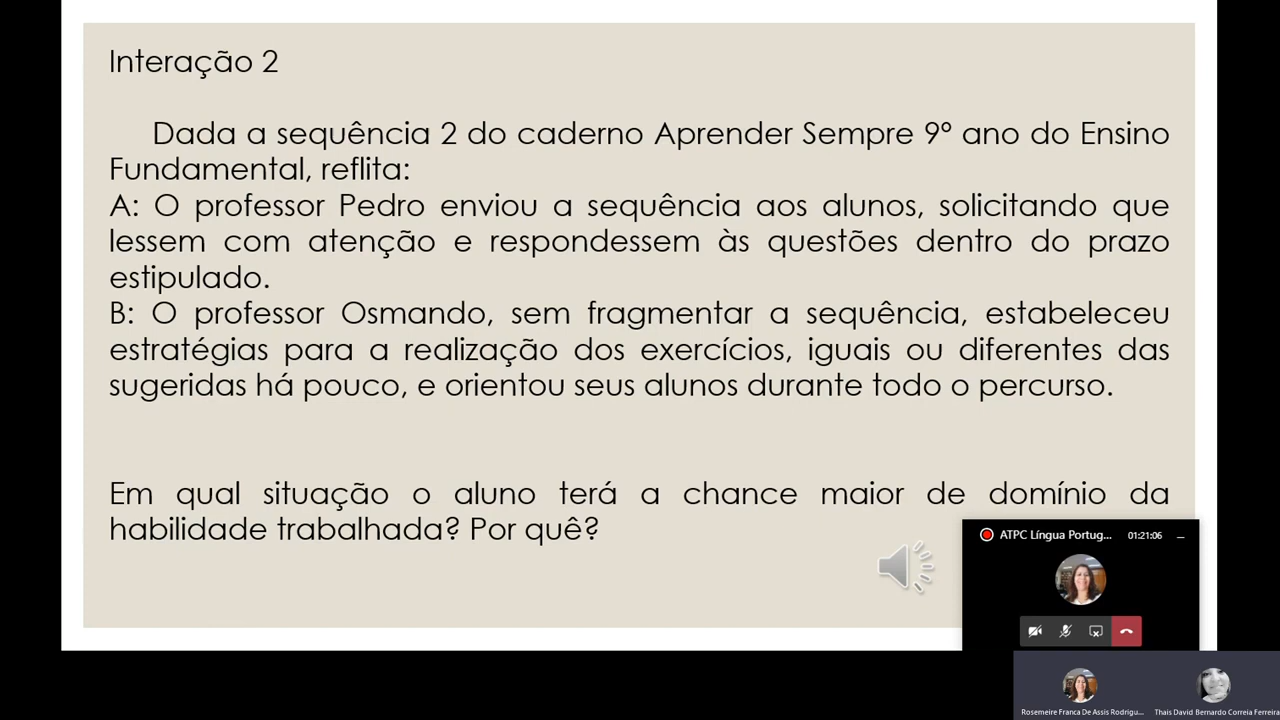 Interação 2
Dada a sequência 2 do caderno Aprender Sempre 9º ano do Ensino
Fundamental, reflita:
A: O professor Pedro enviou a sequência aos alunos, solicitando que
lessem com atenção e respondessem às questões dentro do prazo
estipulado.
B: O professor Osmando, sem fragmentar a sequência, estabeleceu
estratégias para a realização dos exercícios, iguais ou diferentes das
sugeridas há pouco, e orientou seus alunos durante todo o percurso.
Em qual situação o aluno terá a chance maior de domínio da
habilidade trabalhada? Por quê?
ATPC Língua Portug... 01:21:06
Rosemeire Franca De Assis Rodrigu...
Thais David Bernardo Correia Ferreira